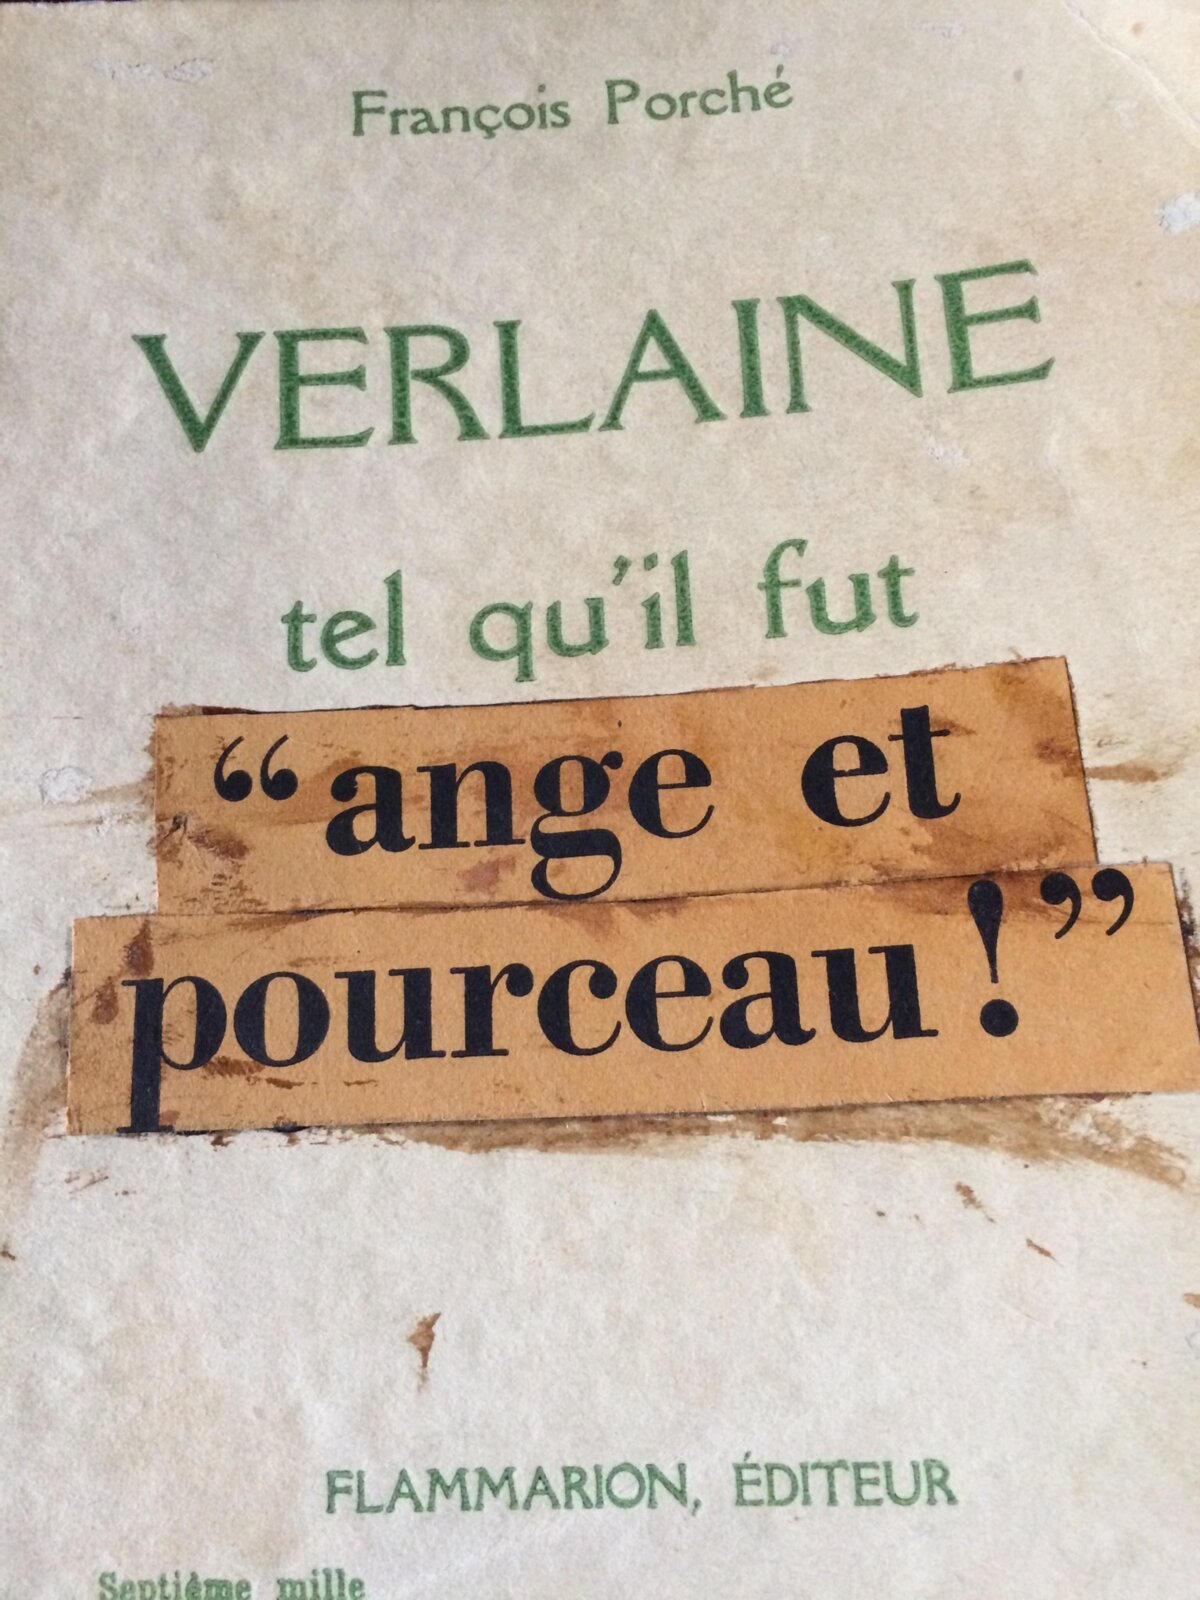 François Porché
VERLAINE
tel qu'il fut
“ange et
pourceau!”
FLAMMARION, ÉDITEUR
Septième mille